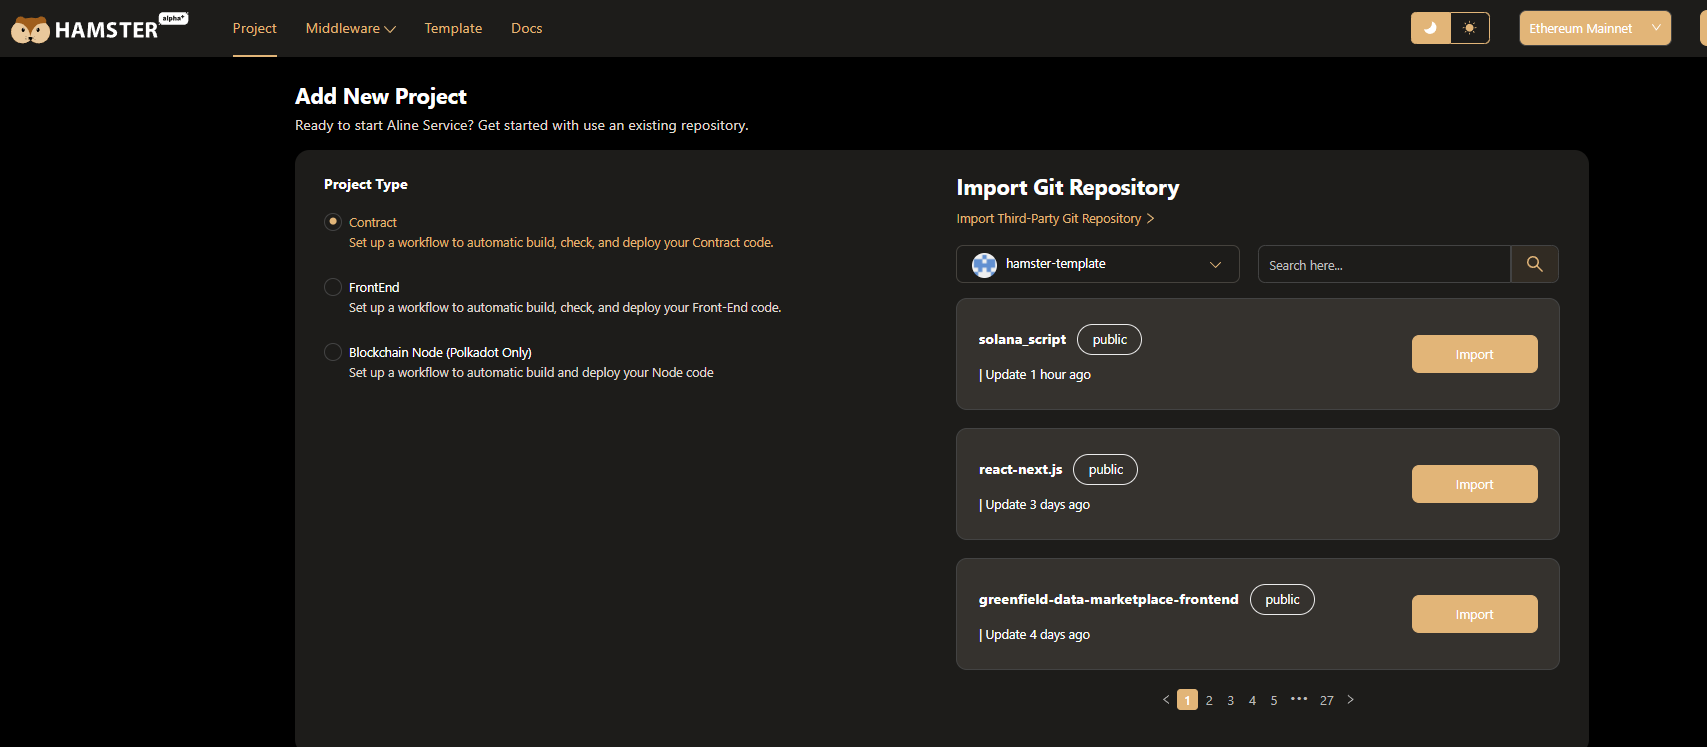 HAMSTER alpha+
Project Middleware Template Docs
Ethereum Mainnet
Add New Project
Ready to start Aline Service? Get started with use an existing repository.
Project Type
Contract
Set up a workflow to automatic build, check, and deploy your Contract code.
FrontEnd
Set up a workflow to automatic build, check, and deploy your Front-End code.
Blockchain Node (Polkadot Only)
Set up a workflow to automatic build and deploy your Node code
Import Git Repository
Import Third-Party Git Repository >
hamster-template
Search here...
solana_script public
| Update 1 hour ago
Import
react-next.js public
| Update 3 days ago
Import
greenfield-data-marketplace-frontend public
| Update 4 days ago
Import
< 1 2 3 4 5 ••• 27 >